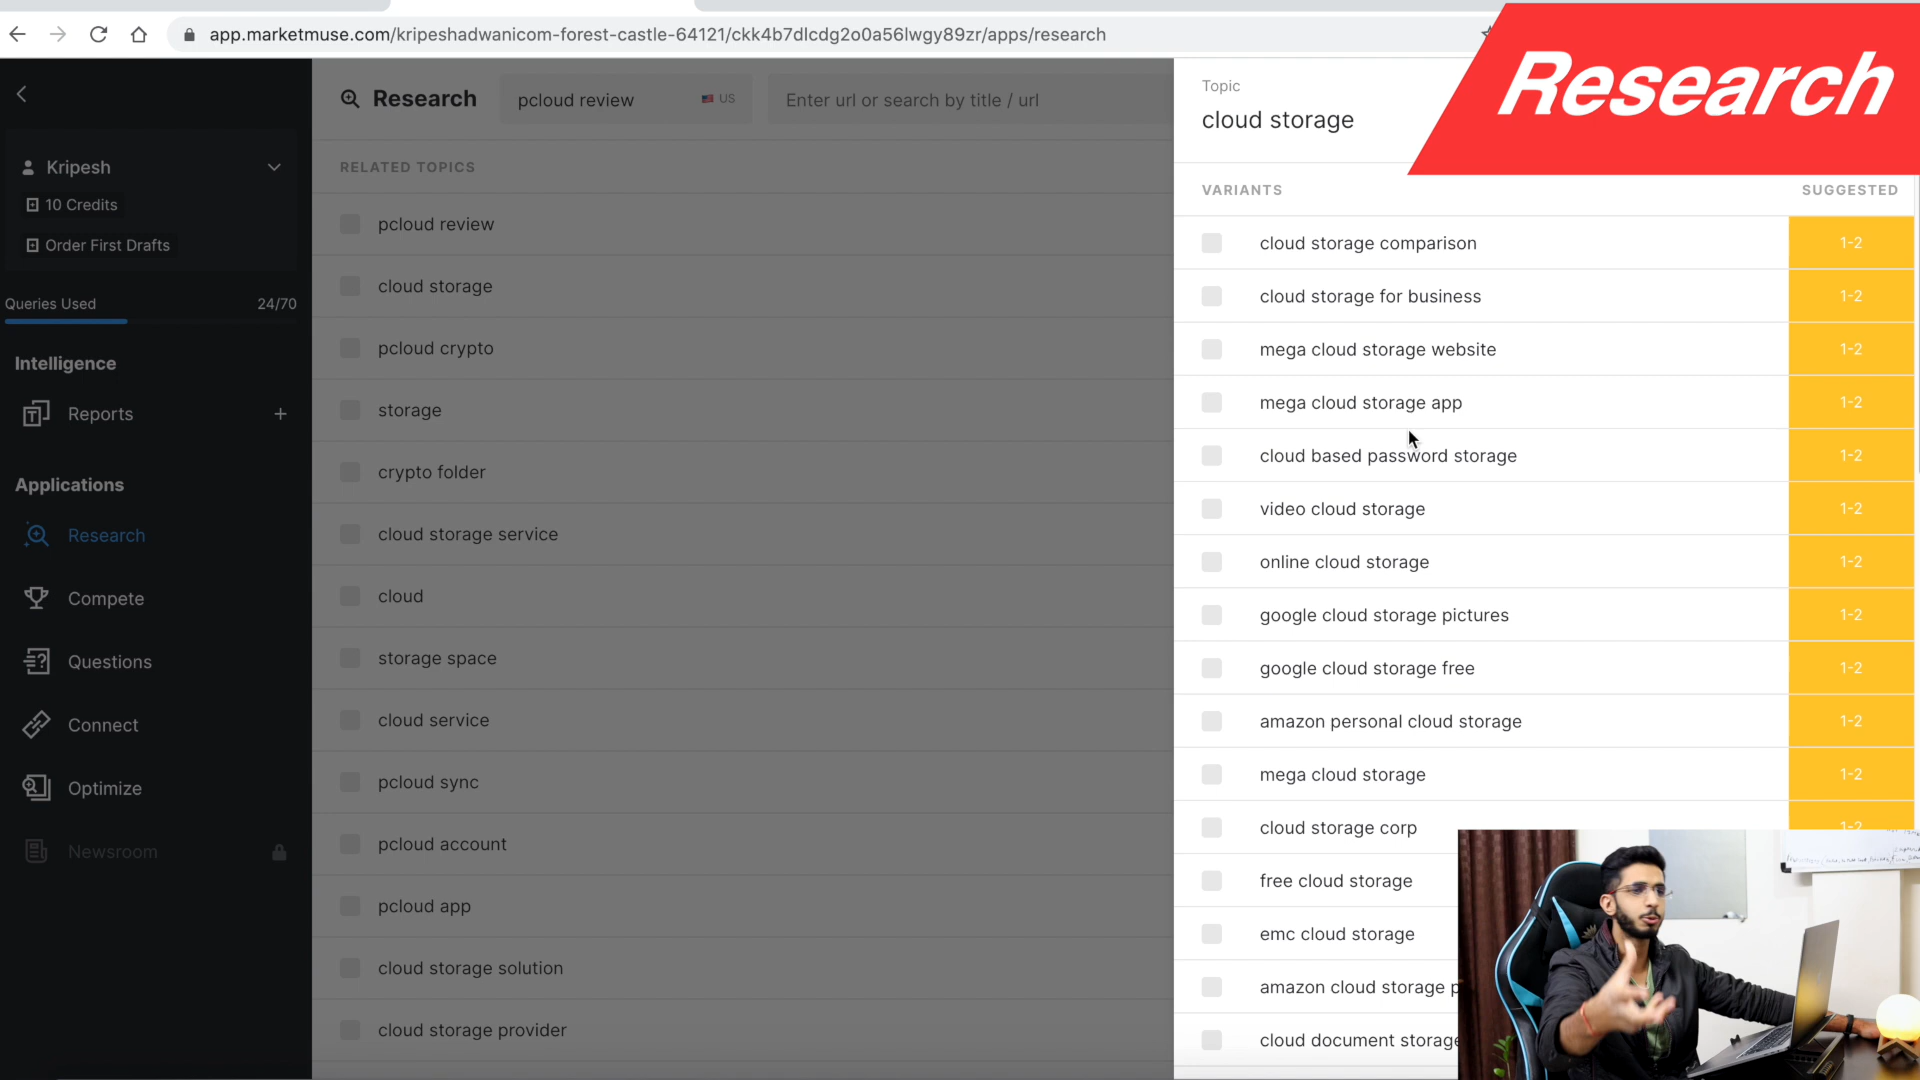 app.marketmuse.com/kripeshadwanicom-forest-castle-64121/ckk4b7dlcdg2o0a56lwgy89zr/apps/research
Research
Kripesh
10 Credits
Order First Drafts
Queries Used 24/70
Intelligence
Reports +
Applications
Research
Compete
Questions
Connect
Optimize
Newsroom
Research
pcloud review US
Enter url or search by title / url
RELATED TOPICS
pcloud review
cloud storage
pcloud crypto
storage
crypto folder
cloud storage service
cloud
storage space
cloud service
pcloud sync
pcloud account
pcloud app
cloud storage solution
cloud storage provider
Topic
cloud storage
VARIANTS SUGGESTED
cloud storage comparison 1-2
cloud storage for business 1-2
mega cloud storage website 1-2
mega cloud storage app 1-2
cloud based password storage 1-2
video cloud storage 1-2
online cloud storage 1-2
google cloud storage pictures 1-2
google cloud storage free 1-2
amazon personal cloud storage 1-2
mega cloud storage 1-2
cloud storage corp 1-2
free cloud storage
emc cloud storage
amazon cloud storage p
cloud document storage